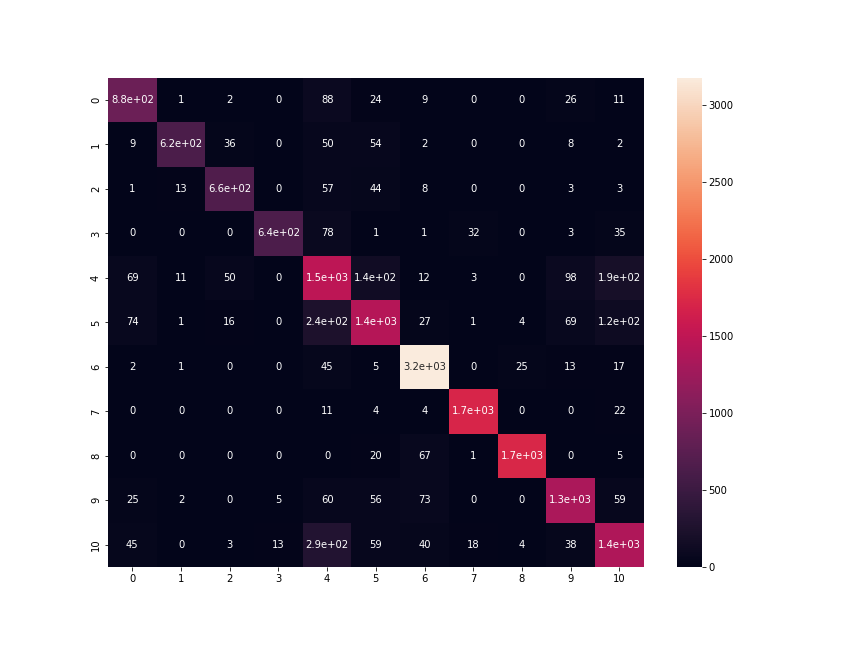 0 8.8e+02 1 2 0 88 24 9 0 0 26 11
1 9 6.2e+02 36 0 50 54 2 0 0 8 2
2 1 13 6.6e+02 0 57 44 8 0 0 3 3
3 0 0 0 6.4e+02 78 1 1 32 0 3 35
4 69 11 50 0 1.5e+03 1.4e+02 12 3 0 98 1.9e+02
5 74 1 16 0 2.4e+02 1.4e+03 27 1 4 69 1.2e+02
6 2 1 0 0 45 5 3.2e+03 0 25 13 17
7 0 0 0 0 11 4 4 1.7e+03 0 0 22
8 0 0 0 0 0 20 67 1 1.7e+03 0 5
9 25 2 0 5 60 56 73 0 0 1.3e+03 59
10 45 0 3 13 2.9e+02 59 40 18 4 38 1.4e+03
0 1 2 3 4 5 6 7 8 9 10
3000
2500
2000
1500
1000
500
0